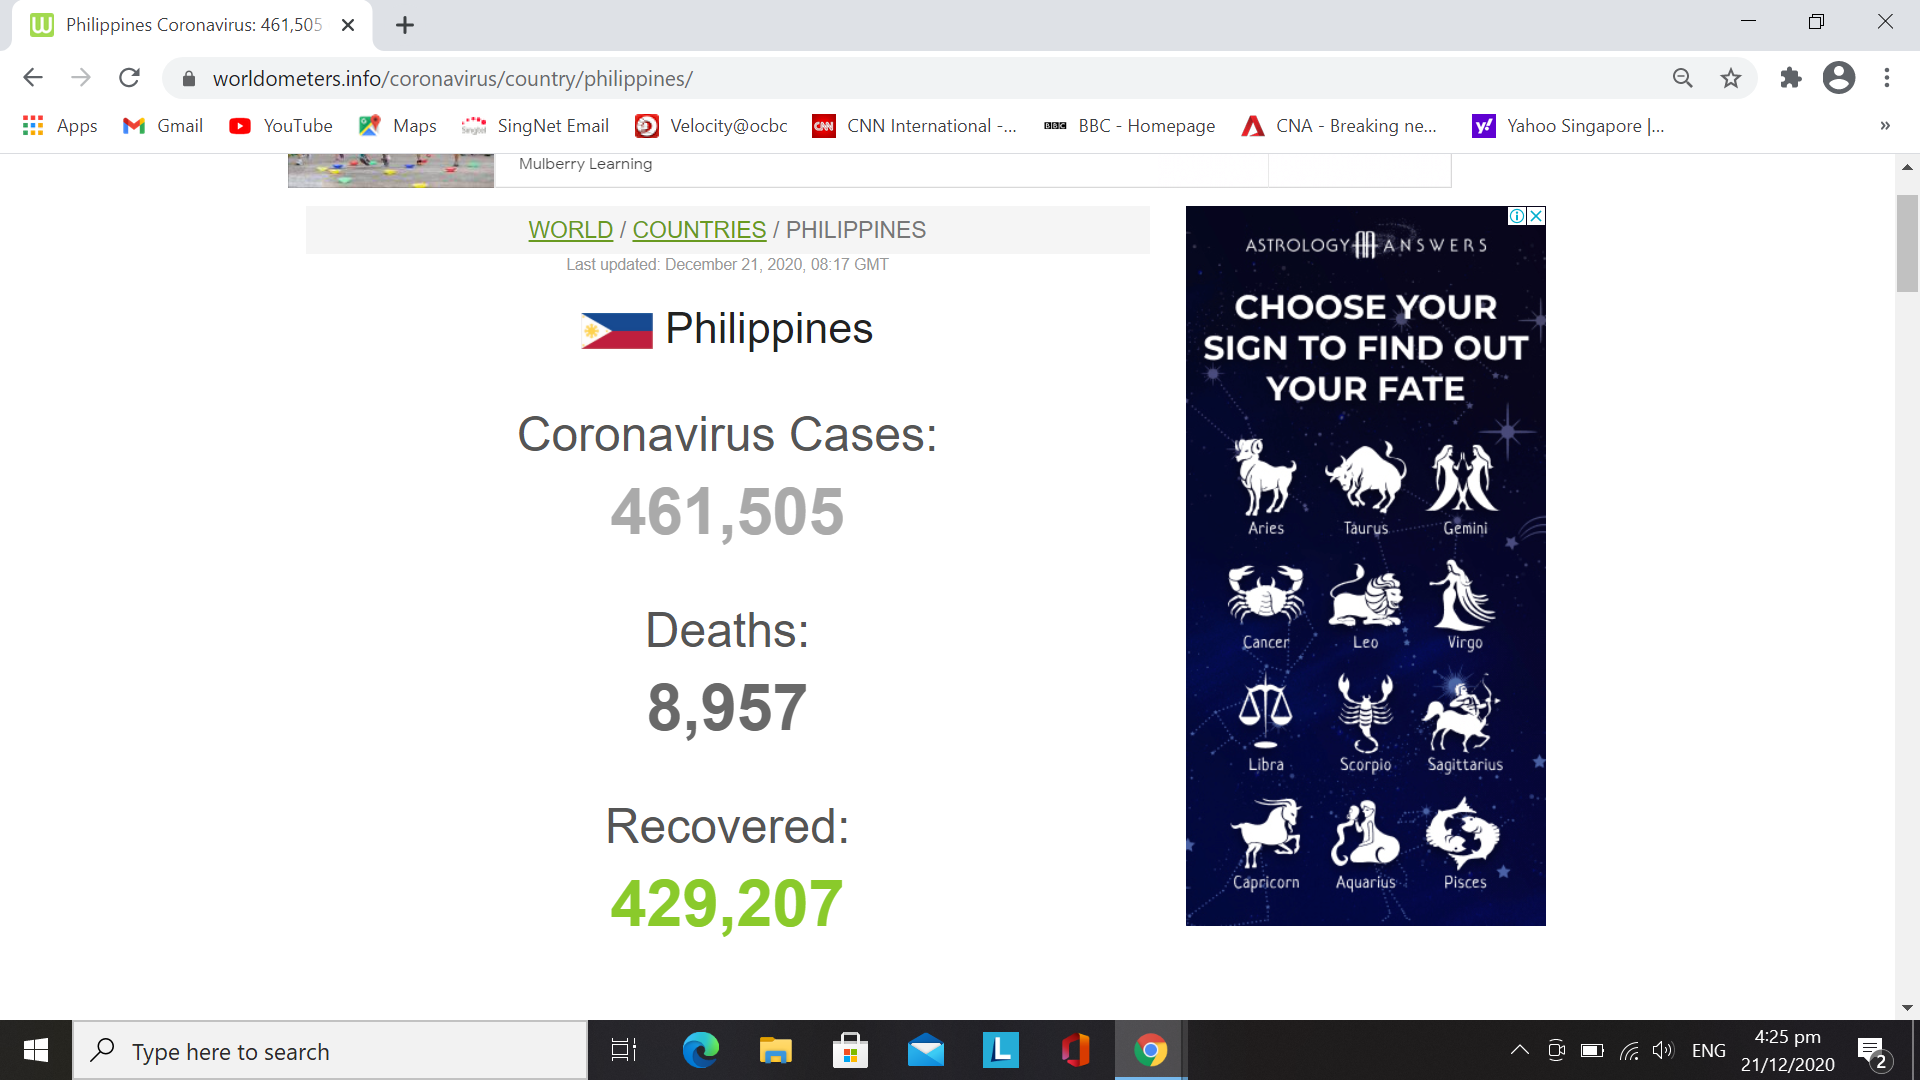 Philippines Coronavirus: 461,505
worldometers.info/coronavirus/country/philippines/
Apps Gmail YouTube Maps SingNet Email Velocity@ocbc CNN International -... BBC - Homepage CNA - Breaking ne... Yahoo Singapore |...
Mulberry Learning
WORLD / COUNTRIES / PHILIPPINES
Last updated: December 21, 2020, 08:17 GMT
Philippines
Coronavirus Cases:
461,505
Deaths:
8,957
Recovered:
429,207
ASTROLOGY ANSWERS
CHOOSE YOUR
SIGN TO FIND OUT
YOUR FATE
Aries Taurus Gemini
Cancer Leo Virgo
Libra Scorpio Sagittarius
Capricorn Aquarius Pisces
Type here to search
ENG
4:25 pm
21/12/2020
2